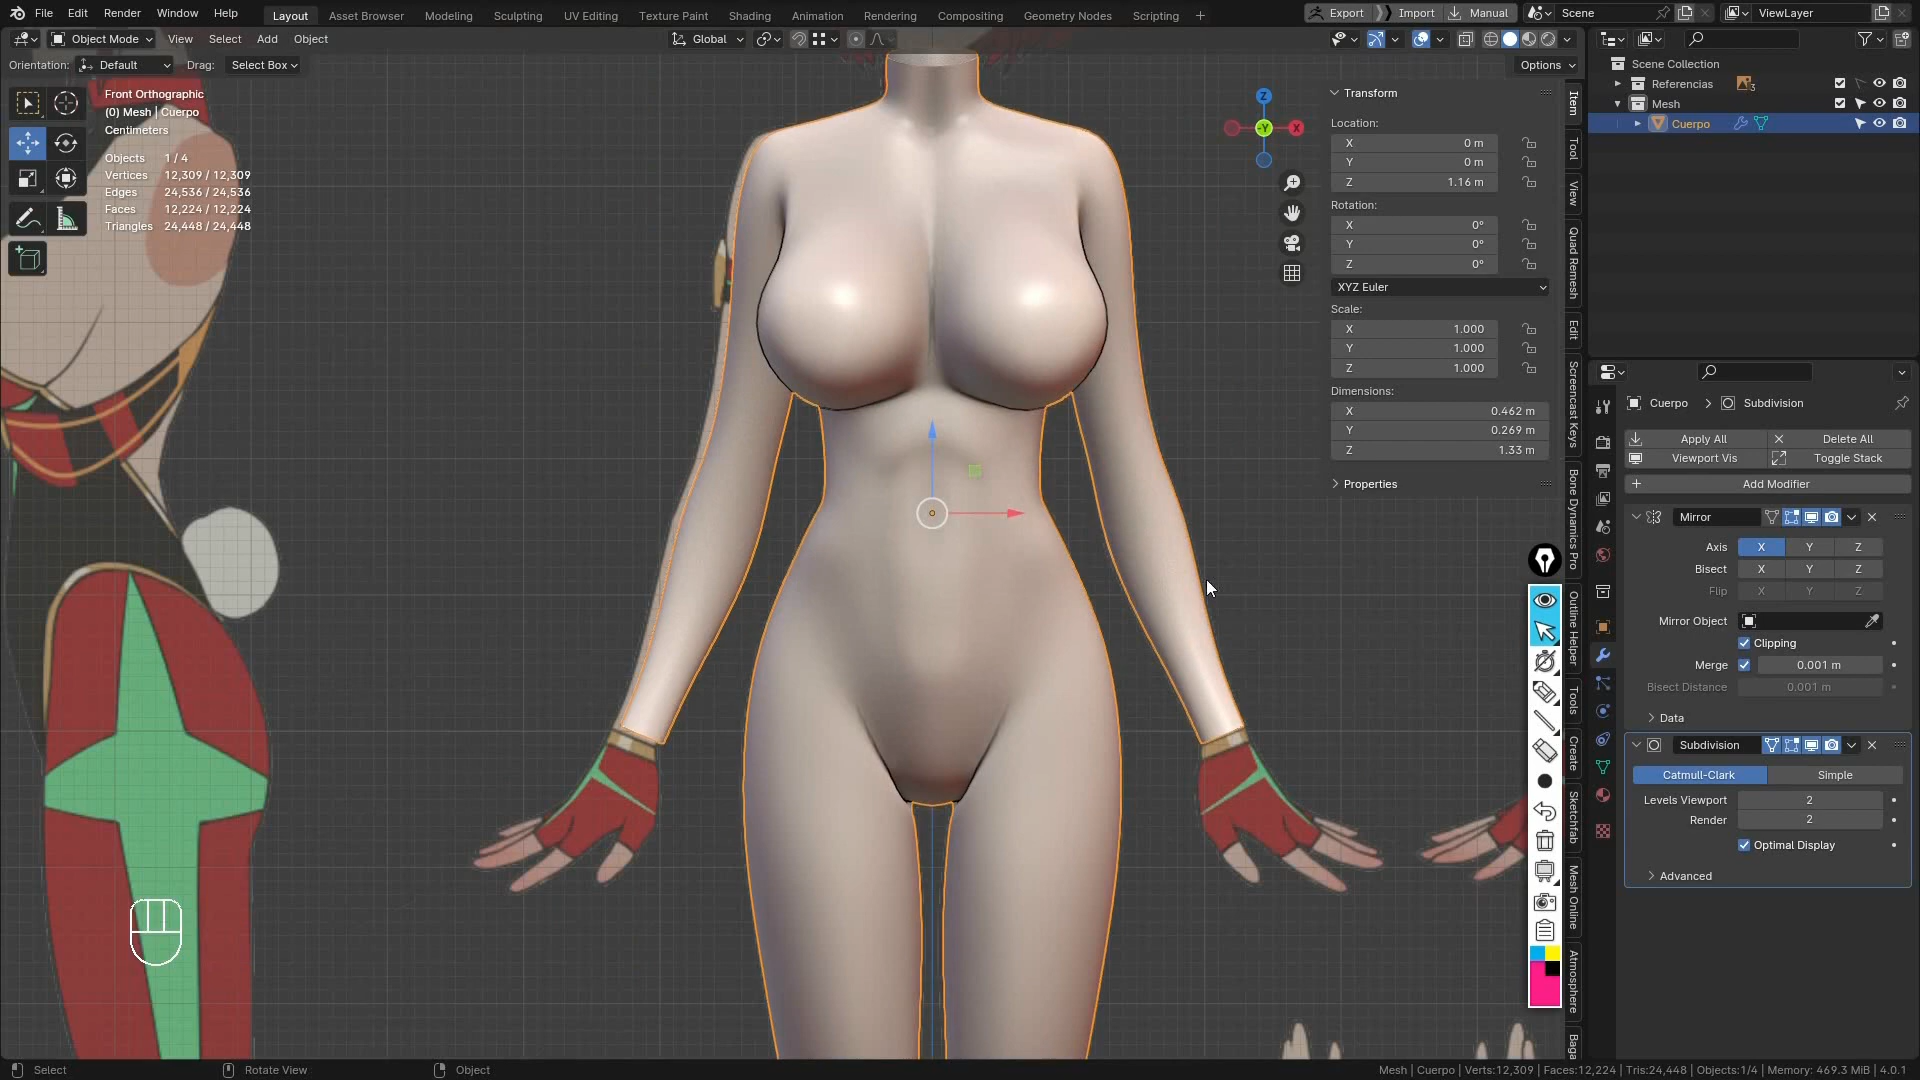 File Edit Render Window Help Layout Asset Browser Modeling Sculpting UV Editing Texture Paint Shading Animation Rendering Compositing Geometry Nodes Scripting + Export Import Manual Scene ViewLayer
Object Mode View Select Add Object Global
Orientation: Default Drag: Select Box Options
Front Orthographic
(0) Mesh | Cuerpo
Centimeters
Objects 1 / 4
Vertices 12,309 / 12,309
Edges 24,536 / 24,536
Faces 12,224 / 12,224
Triangles 24,448 / 24,448
Z
Y
X
Transform
Location:
X 0 m
Y 0 m
Z 1.16 m
Rotation:
X 0°
Y 0°
Z 0°
XYZ Euler
Scale:
X 1.000
Y 1.000
Z 1.000
Dimensions:
X 0.462 m
Y 0.269 m
Z 1.33 m
Properties
Item
Tool
View
Quad Remesh
Edit
Screencast Keys
Bone Dynamics Pro
Outline Helper
Tools
Create
Sketchfab
Mesh Online
Atmosphere
Baga
Scene Collection
Referencias 3
Mesh
Cuerpo
Cuerpo > Subdivision
Apply All Delete All
Viewport Vis Toggle Stack
+ Add Modifier
Mirror
Axis X Y Z
Bisect X Y Z
Flip X Y Z
Mirror Object
Clipping
Merge 0.001 m
Bisect Distance 0.001 m
Data
Subdivision
Catmull-Clark Simple
Levels Viewport 2
Render 2
Optimal Display
Advanced
Select Rotate View Object Mesh | Cuerpo | Verts:12,309 | Faces:12,224 | Tris:24,448 | Objects:1/4 | Memory: 469.3 MiB | 4.0.1